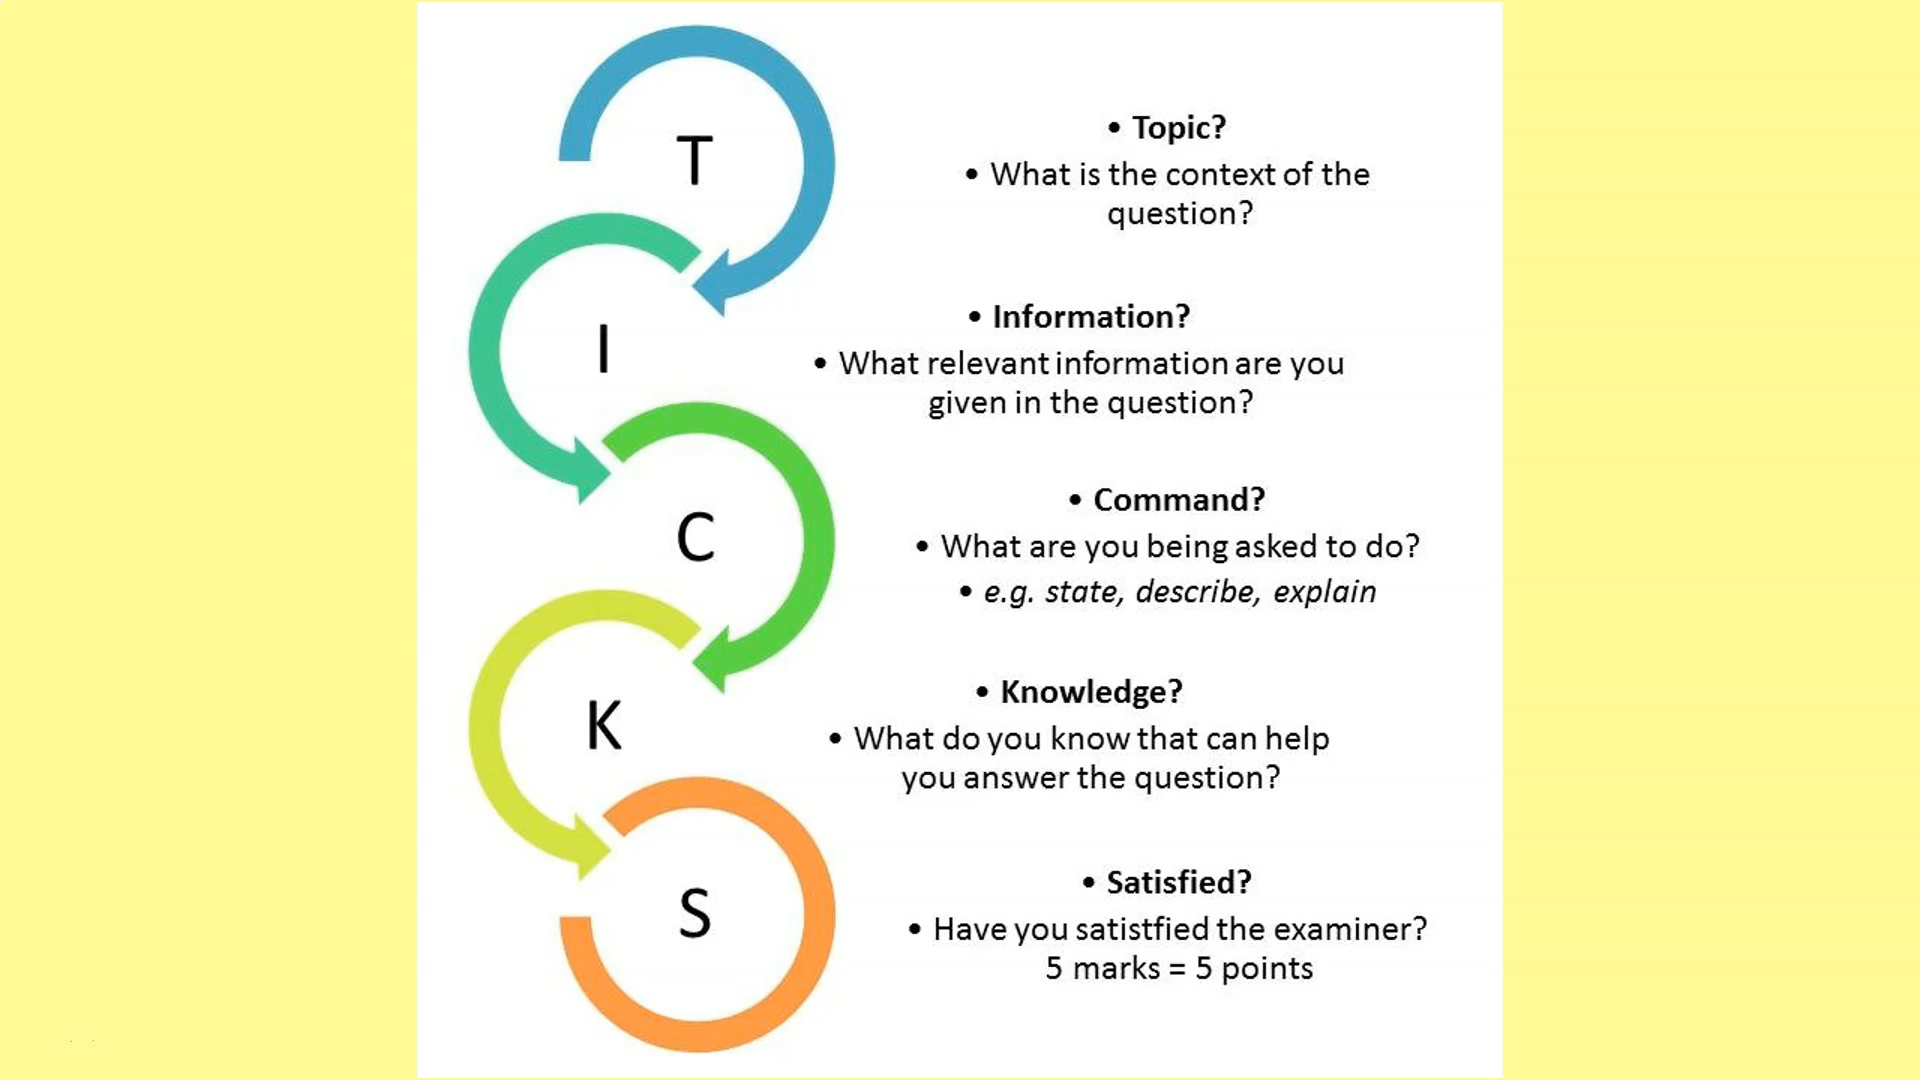 T
• Topic?
• What is the context of the
question?
I
• Information?
• What relevant information are you
given in the question?
C
• Command?
• What are you being asked to do?
• e.g. state, describe, explain
K
• Knowledge?
• What do you know that can help
you answer the question?
S
• Satisfied?
• Have you satistfied the examiner?
5 marks = 5 points